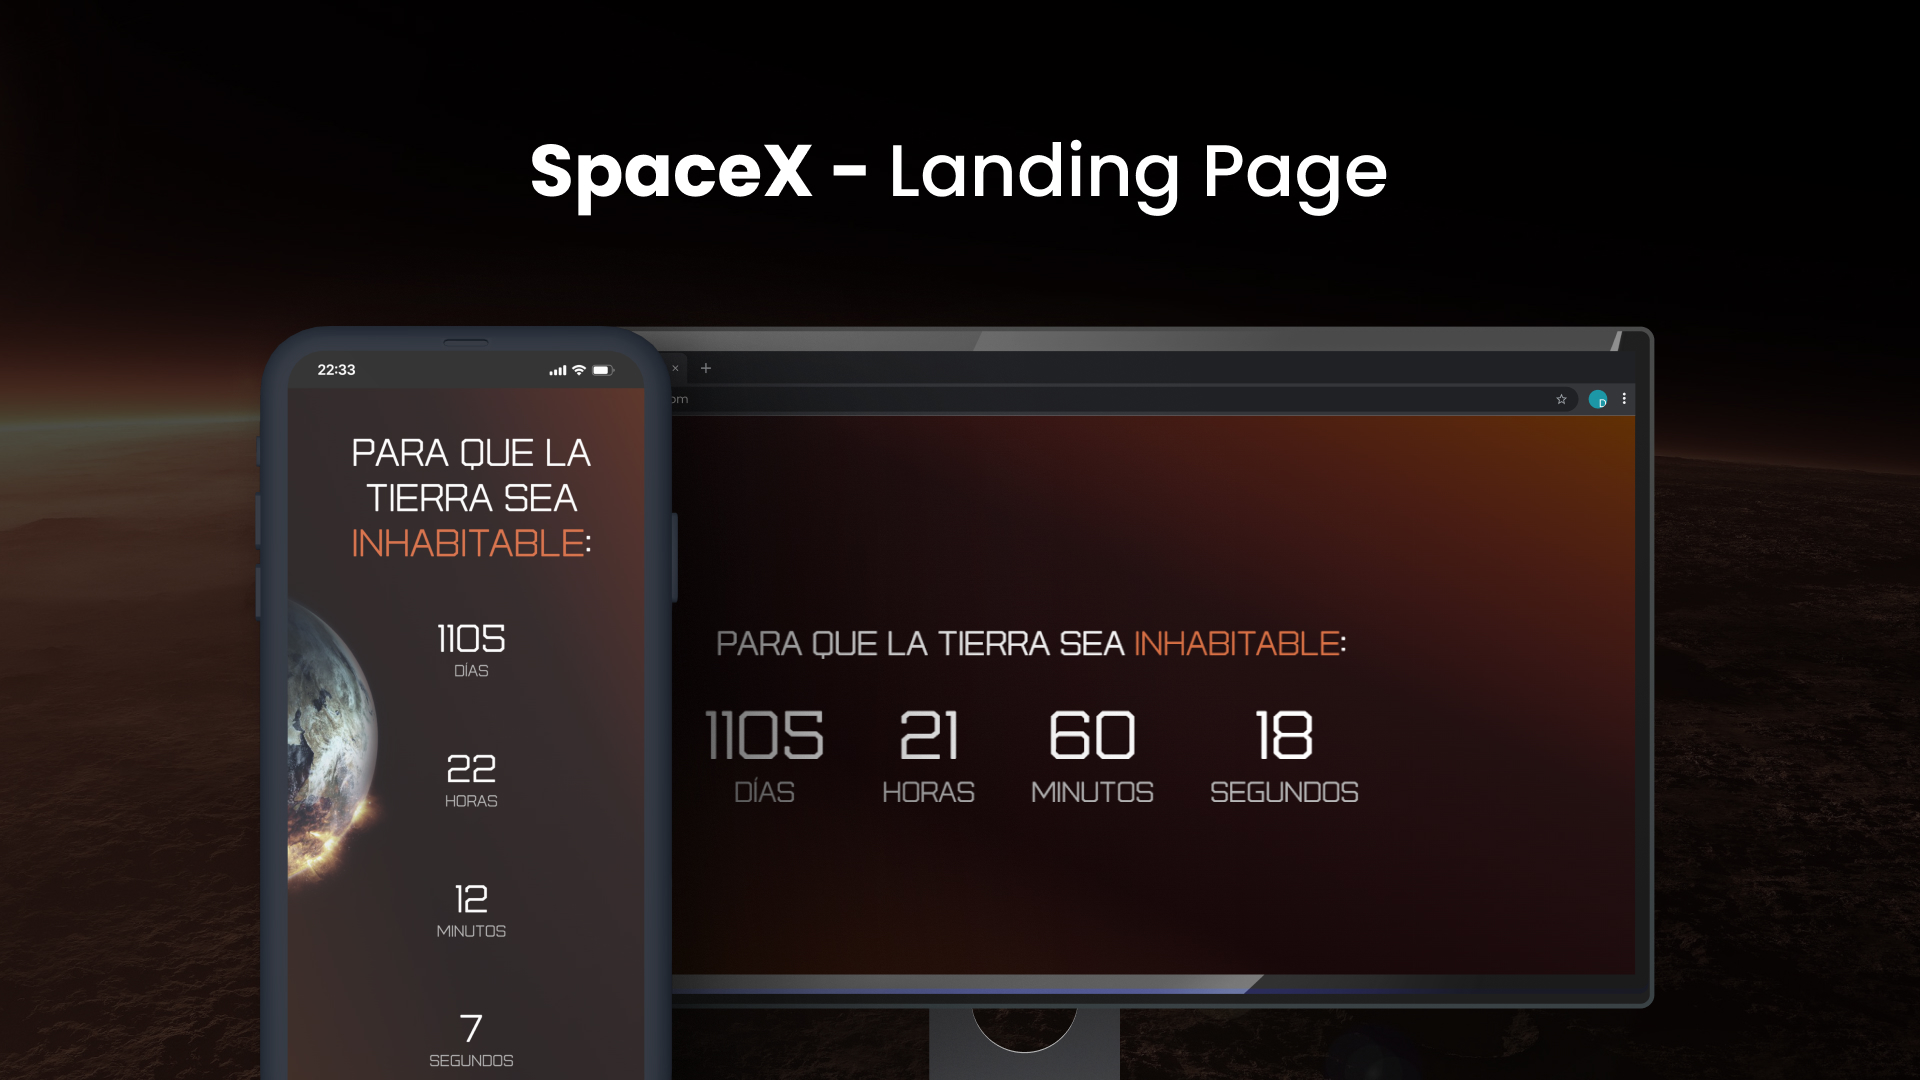 SpaceX - Landing Page
22:33
PARA QUE LA
TIERRA SEA
INHABITABLE:
1105
DÍAS
22
HORAS
12
MINUTOS
7
SEGUNDOS
om
D
PARA QUE LA TIERRA SEA INHABITABLE:
1105 21 60 18
DÍAS HORAS MINUTOS SEGUNDOS